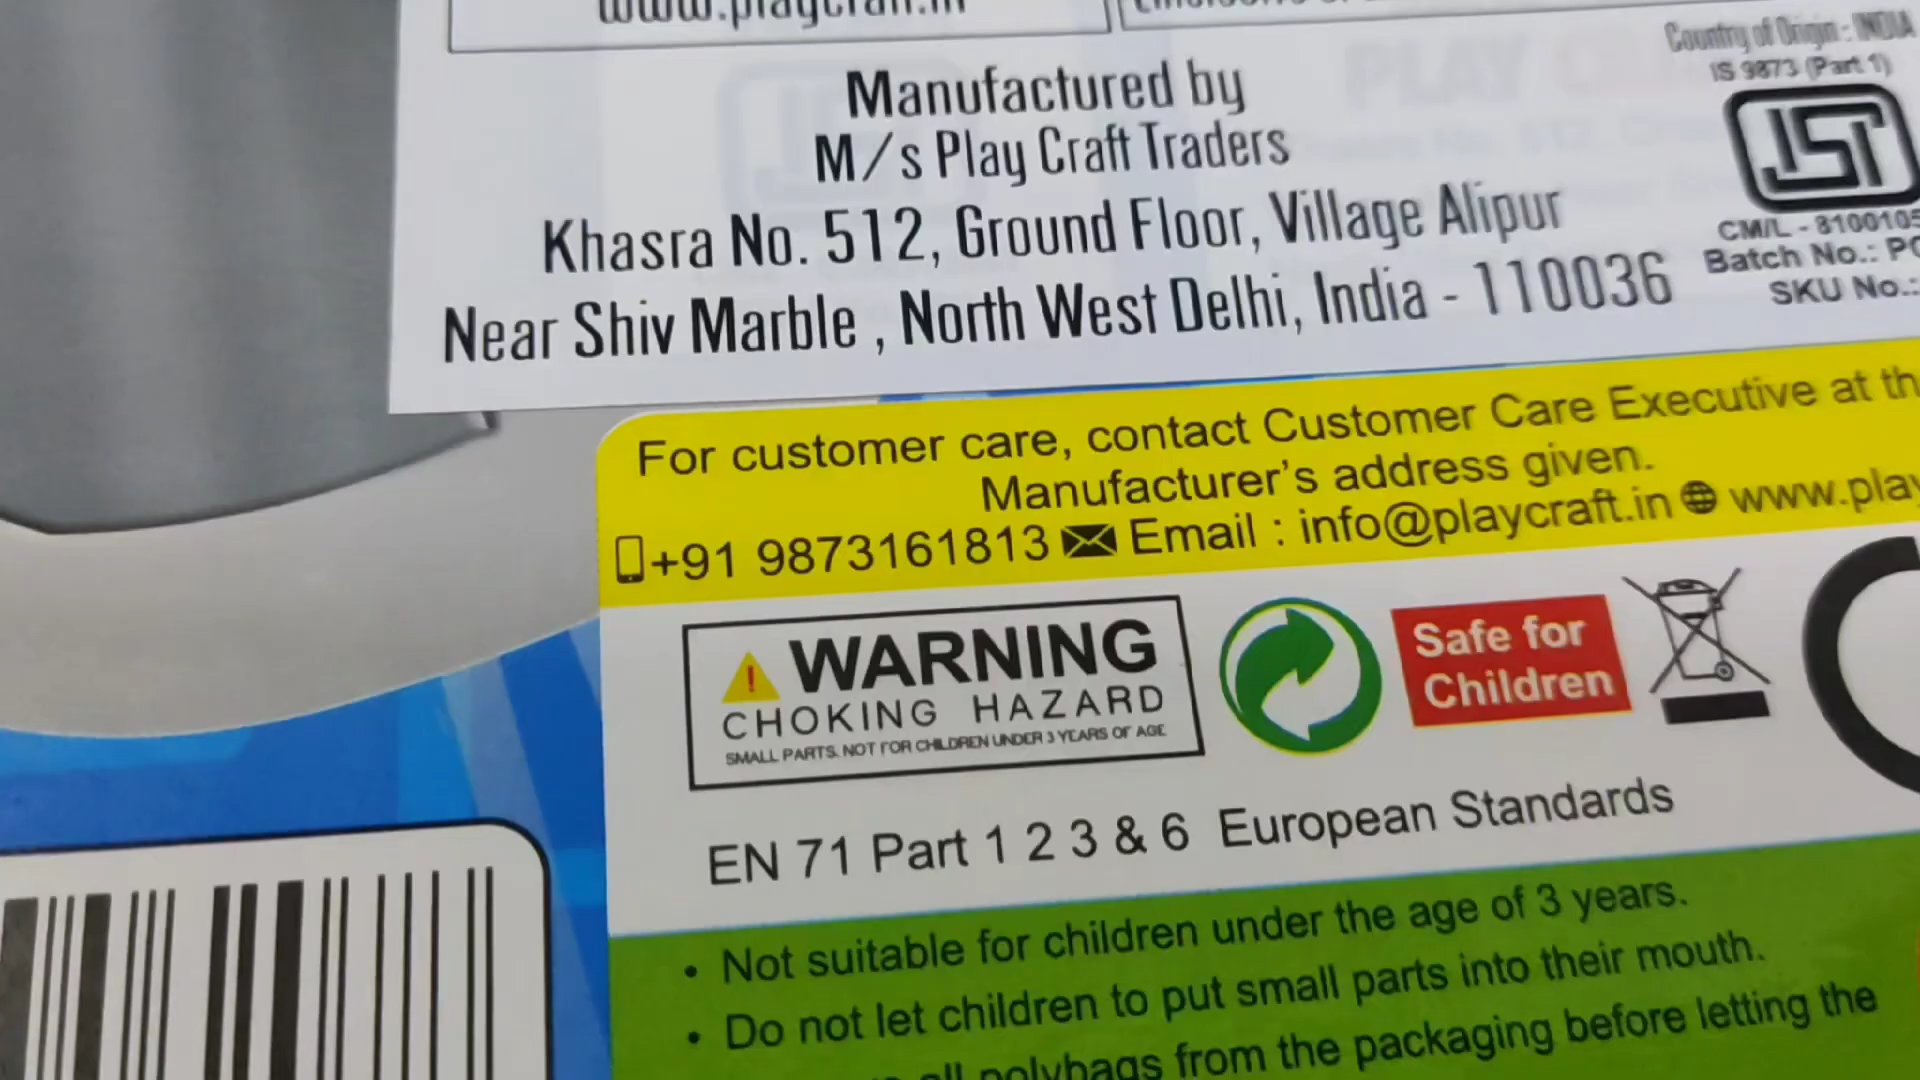 www.playcraft.in
Country of Origin : INDIA
IS 9873 (Part 1)
Manufactured by
M/s Play Craft Traders
Khasra No. 512, Ground Floor, Village Alipur
Near Shiv Marble , North West Delhi, India - 110036
CM/L - 8100105
Batch No.: PC
SKU No.:
For customer care, contact Customer Care Executive at th
Manufacturer's address given.
+91 9873161813 Email : info@playcraft.in www.play
WARNING
CHOKING HAZARD
SMALL PARTS. NOT FOR CHILDREN UNDER 3 YEARS OF AGE
Safe for
Children
EN 71 Part 1 2 3 & 6 European Standards
• Not suitable for children under the age of 3 years.
• Do not let children to put small parts into their mouth.
all polybags from the packaging before letting the